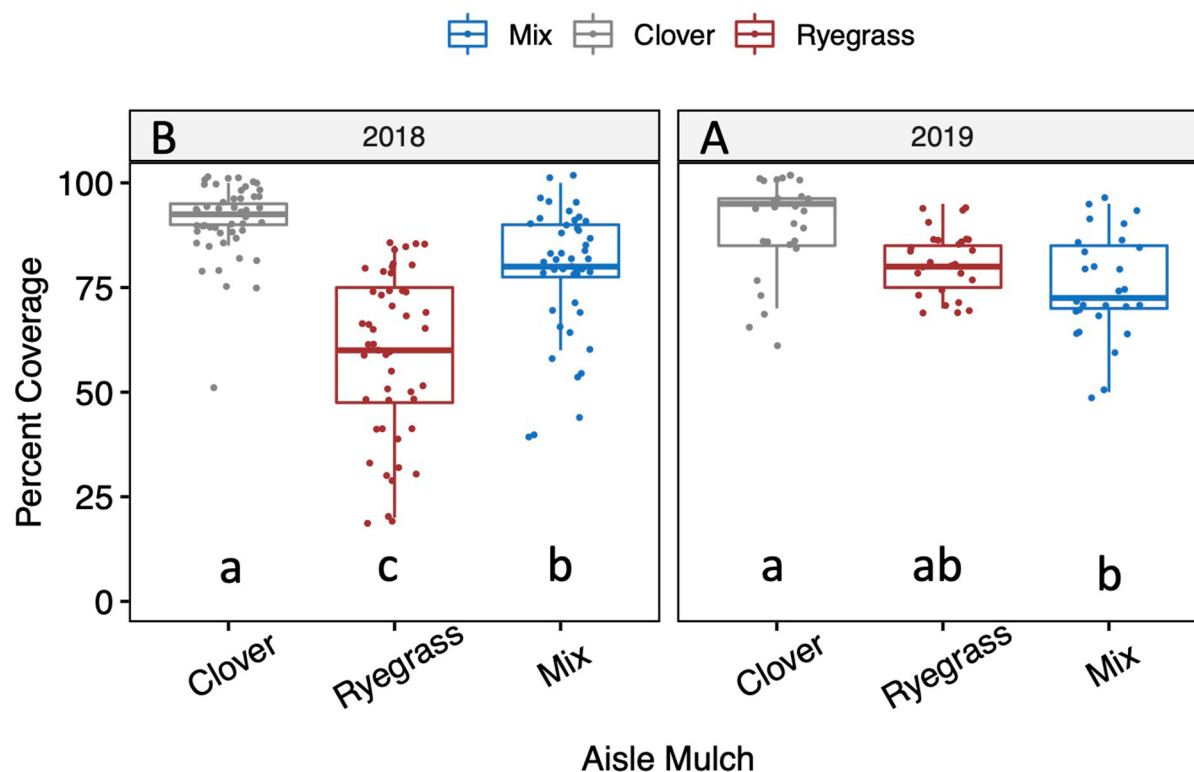 Mix Clover Ryegrass
B 2018 A 2019
Percent Coverage
100
75
50
25
0
a c b a ab b
Clover Ryegrass Mix Clover Ryegrass Mix
Aisle Mulch